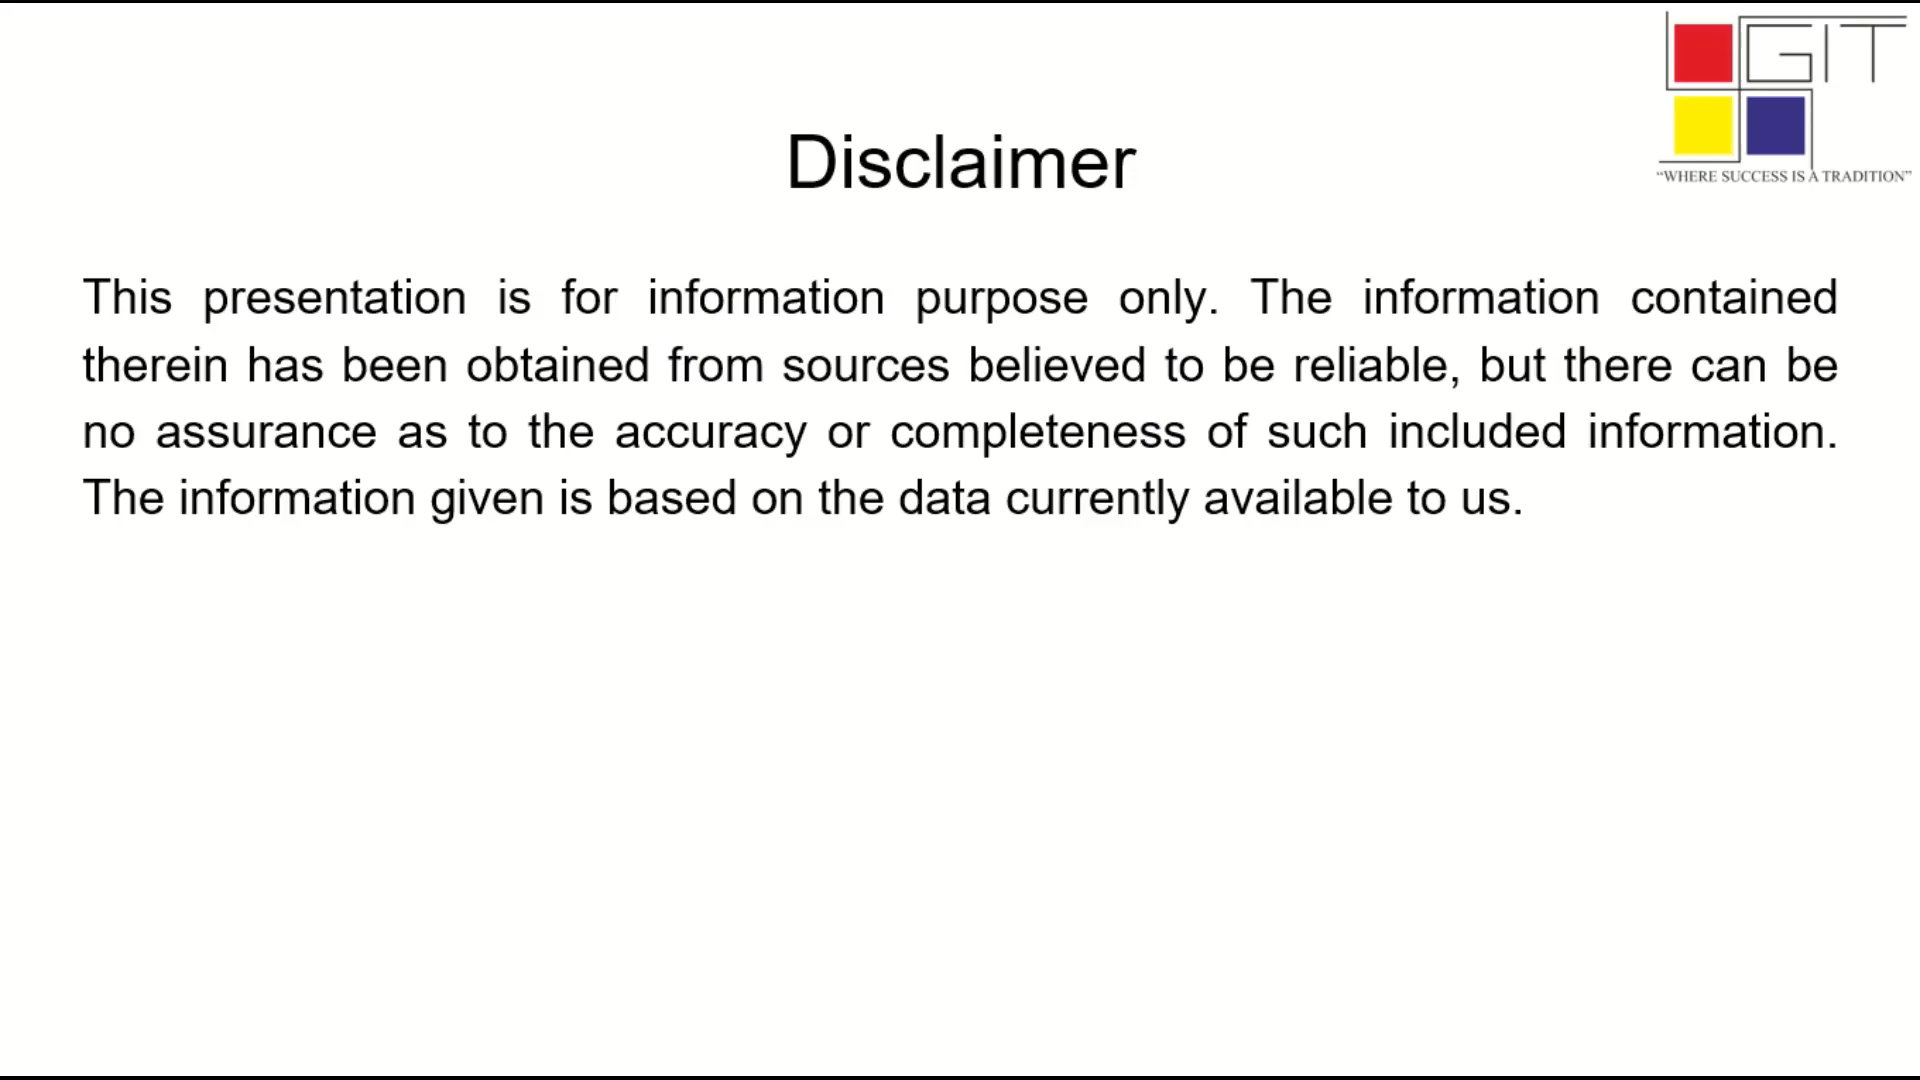 GIT
“WHERE SUCCESS IS A TRADITION”
Disclaimer
This presentation is for information purpose only. The information contained
therein has been obtained from sources believed to be reliable, but there can be
no assurance as to the accuracy or completeness of such included information.
The information given is based on the data currently available to us.